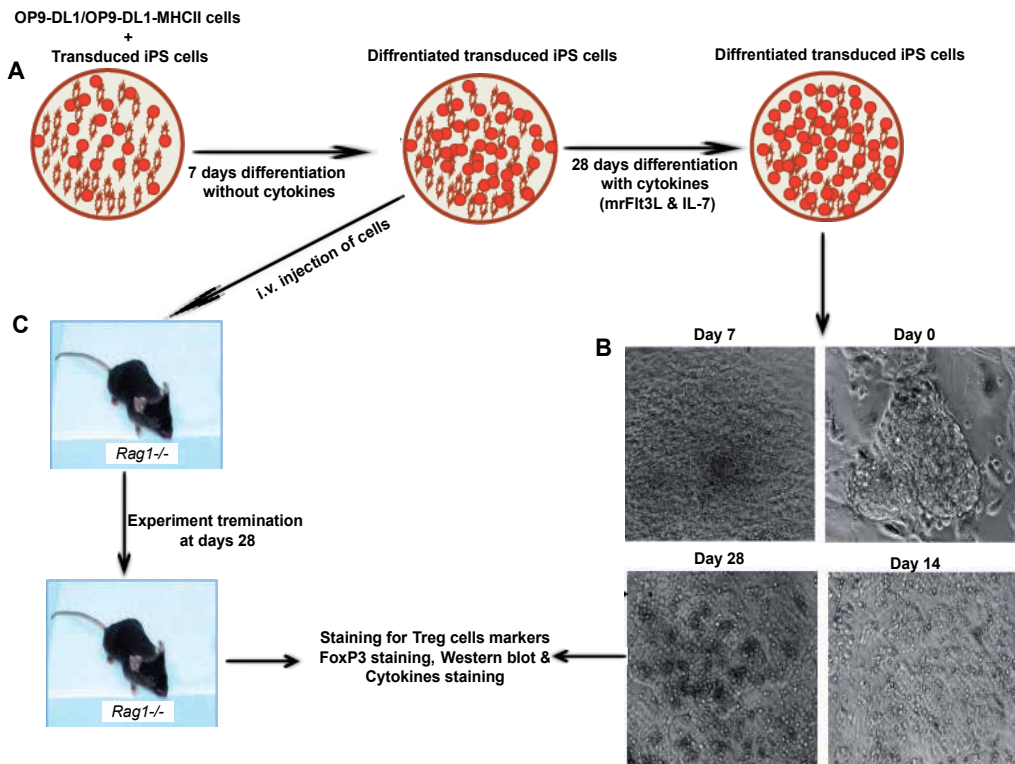 OP9-DL1/OP9-DL1-MHCII cells
+
Transduced iPS cells
Diffrentiated transduced iPS cells
Diffrentiated transduced iPS cells
A
7 days differentiation
without cytokines
28 days differentiation
with cytokines
(mrFlt3L & IL-7)
i.v. injection of cells
C
B
Day 7
Day 0
Rag1-/-
Experiment tremination
at days 28
Day 28
Day 14
Staining for Treg cells markers
FoxP3 staining, Western blot &
Cytokines staining
Rag1-/-